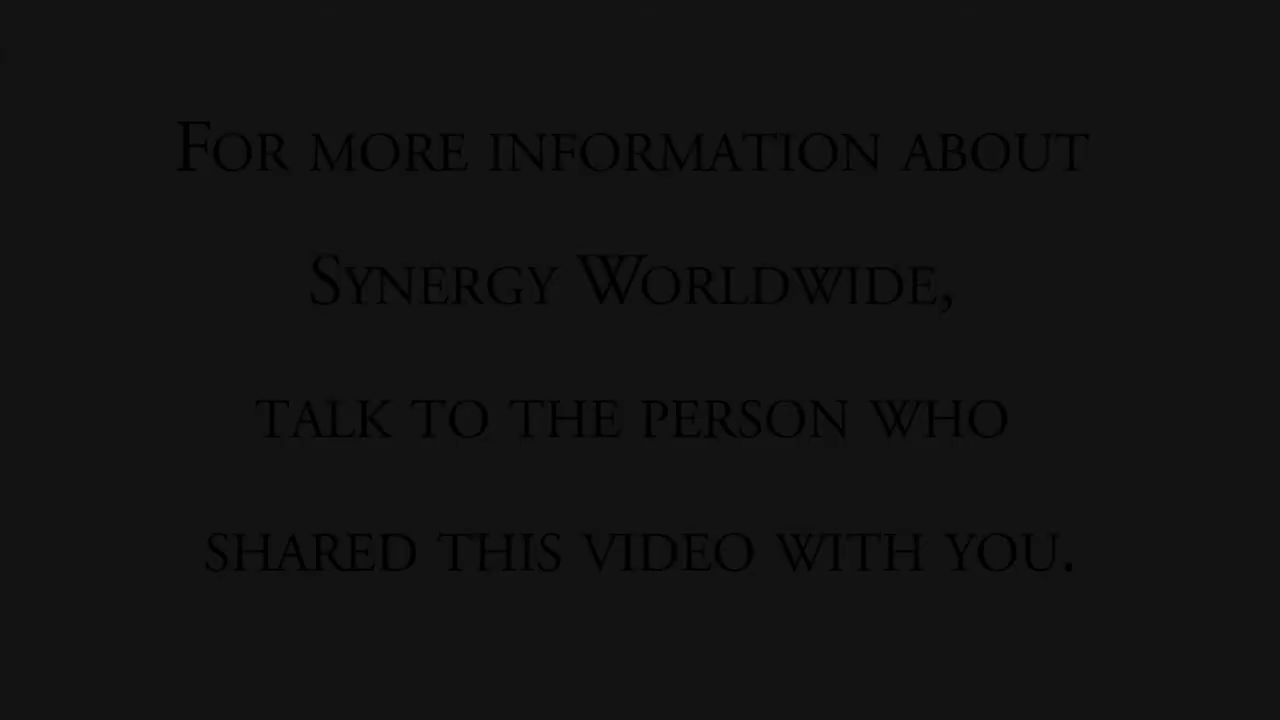 For more information about
Synergy Worldwide,
talk to the person who
shared this video with you.